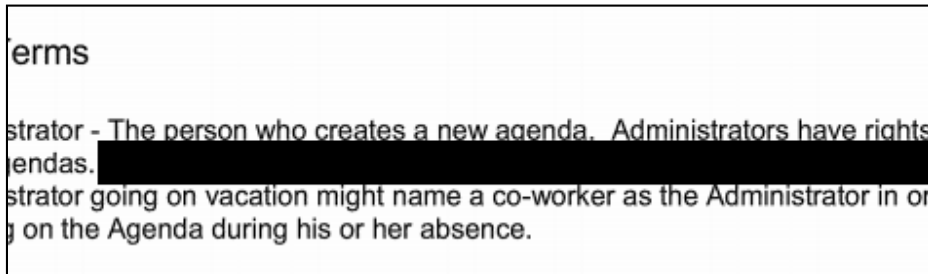 erms
strator - The person who creates a new agenda. Administrators have rights
gendas.
strator going on vacation might name a co-worker as the Administrator in or
g on the Agenda during his or her absence.